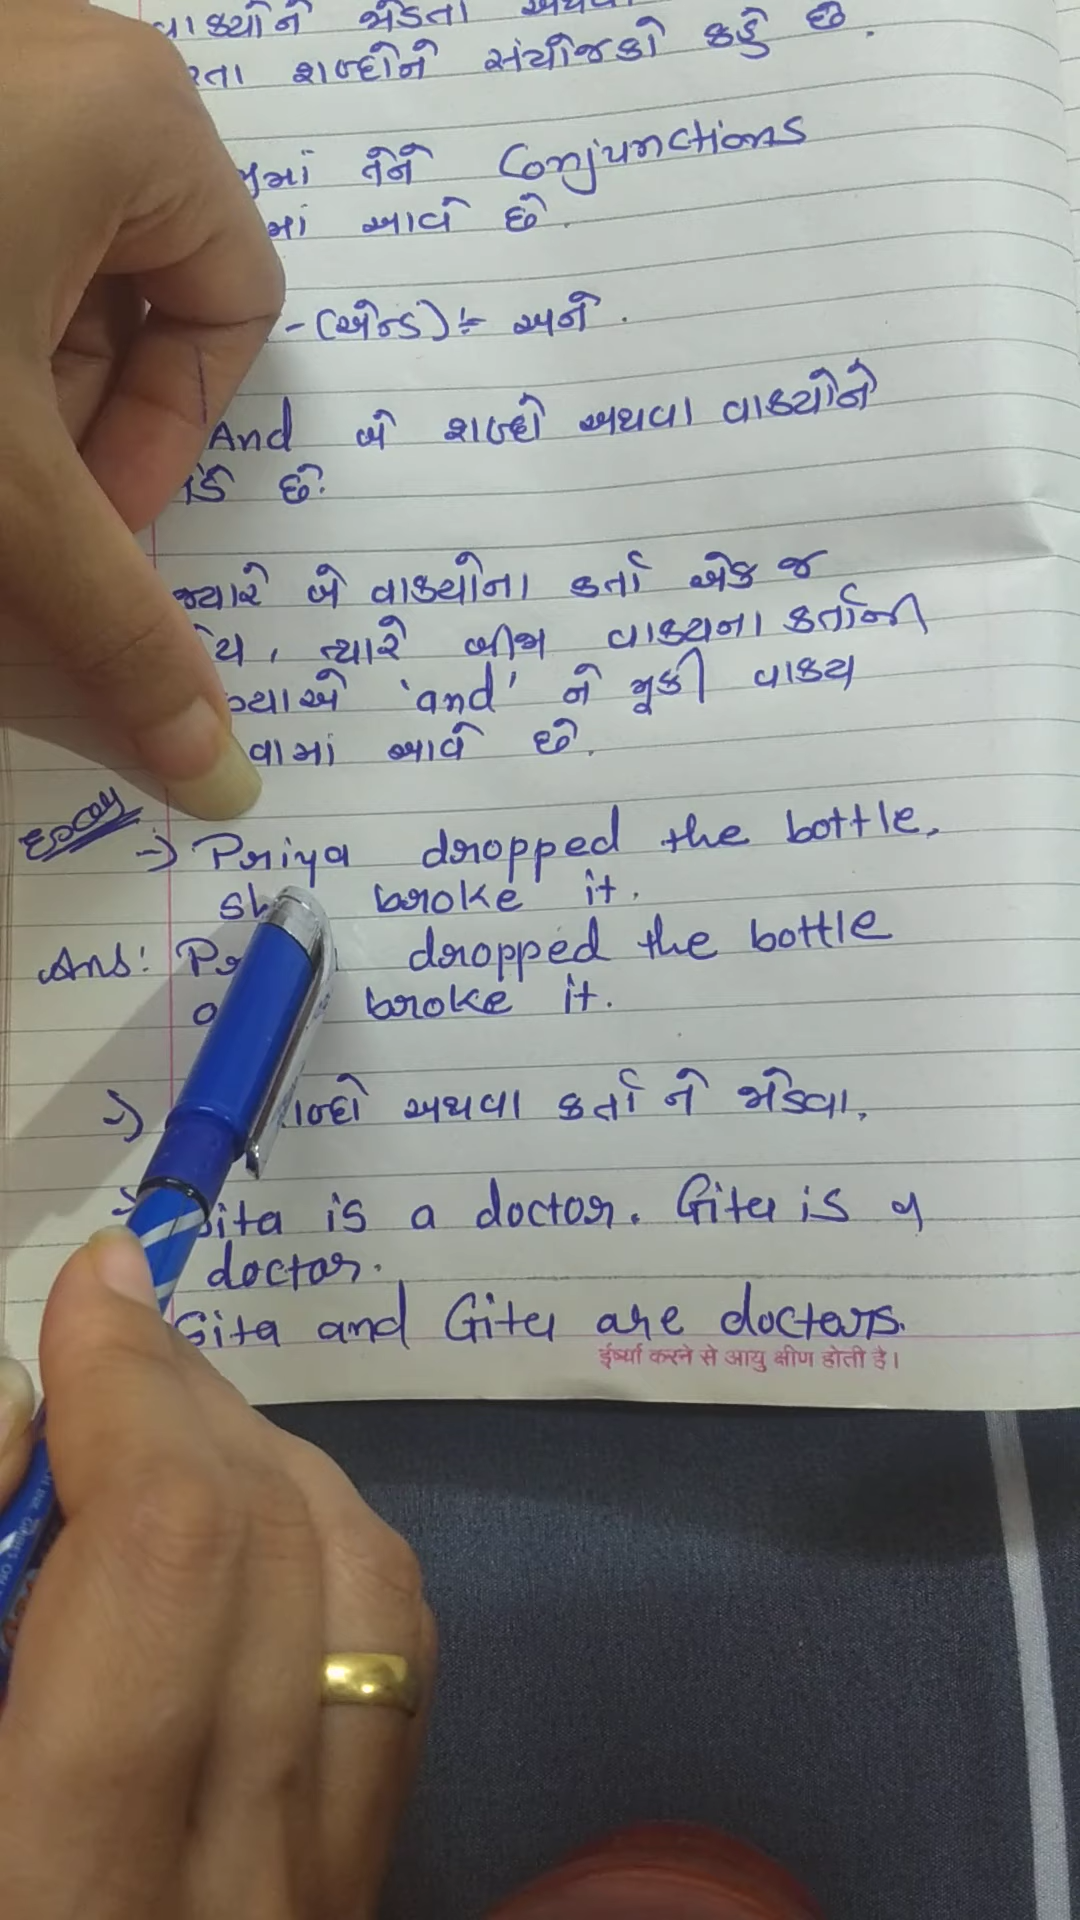 વાક્યોને જોડતા
શબ્દોને સંયોજકો કહે છે.
તેને Conjunctions
આવે છે.
-(એન્ડ) :- અને.
And બે શબ્દો અથવા વાક્યોને
છે.
જ્યારે બે વાક્યોના કર્તા એક જ
ત્યારે બીજા વાક્યના કર્તાની
'and' ને મૂકી વાક્ય
આવે છે.
-> Priya dropped the bottle.
broke it.
Ans: dropped the bottle
broke it.
-> અથવા કર્તા ને જોડવા.
-> is a doctor. Gita is a
doctor.
Sita and Gita are doctors.
ईर्ष्या करने से आयु क्षीण होती है।